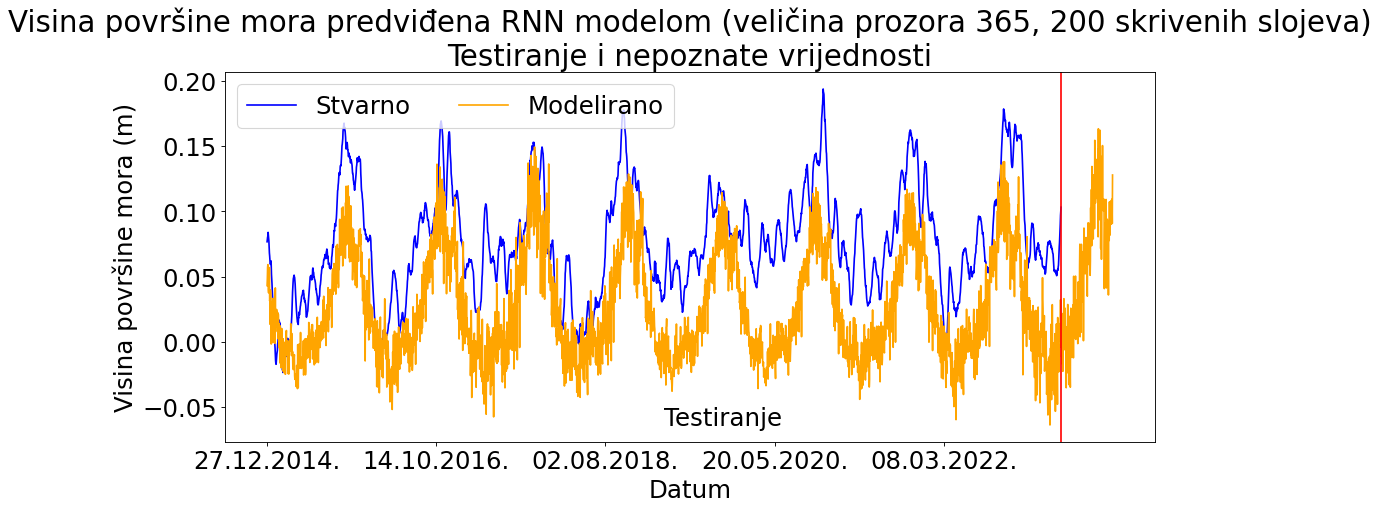 Visina površine mora predviđena RNN modelom (veličina prozora 365, 200 skrivenih slojeva)
Testiranje i nepoznate vrijednosti
Stvarno Modelirano
Visina površine mora (m)
0.20
0.15
0.10
0.05
0.00
−0.05
Testiranje
27.12.2014. 14.10.2016. 02.08.2018. 20.05.2020. 08.03.2022.
Datum